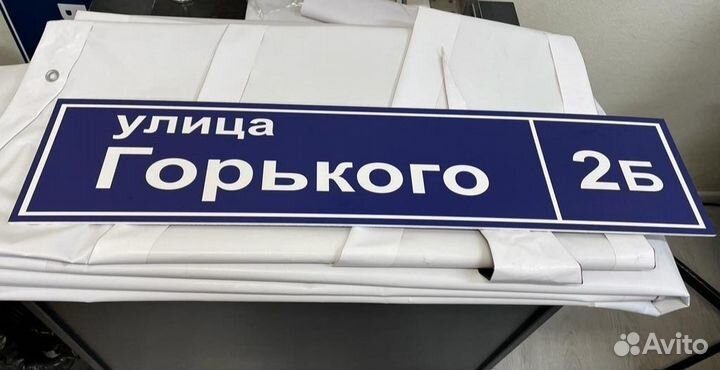 улица
Горького
2Б
Avito